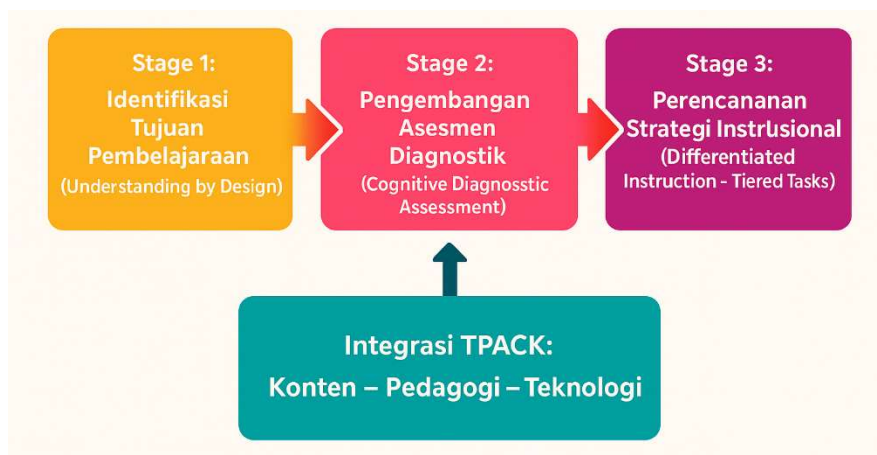 Stage 1:
Identifikasi
Tujuan
Pembelajaraan
(Understanding by Design)
Stage 2:
Pengembangan
Asesmen
Diagnostik
(Cognitive Diagnosstic
Assessment)
Stage 3:
Perencananan
Strategi Instrlusional
(Differentiated
Instruction - Tiered Tasks)
Integrasi TPACK:
Konten – Pedagogi – Teknologi